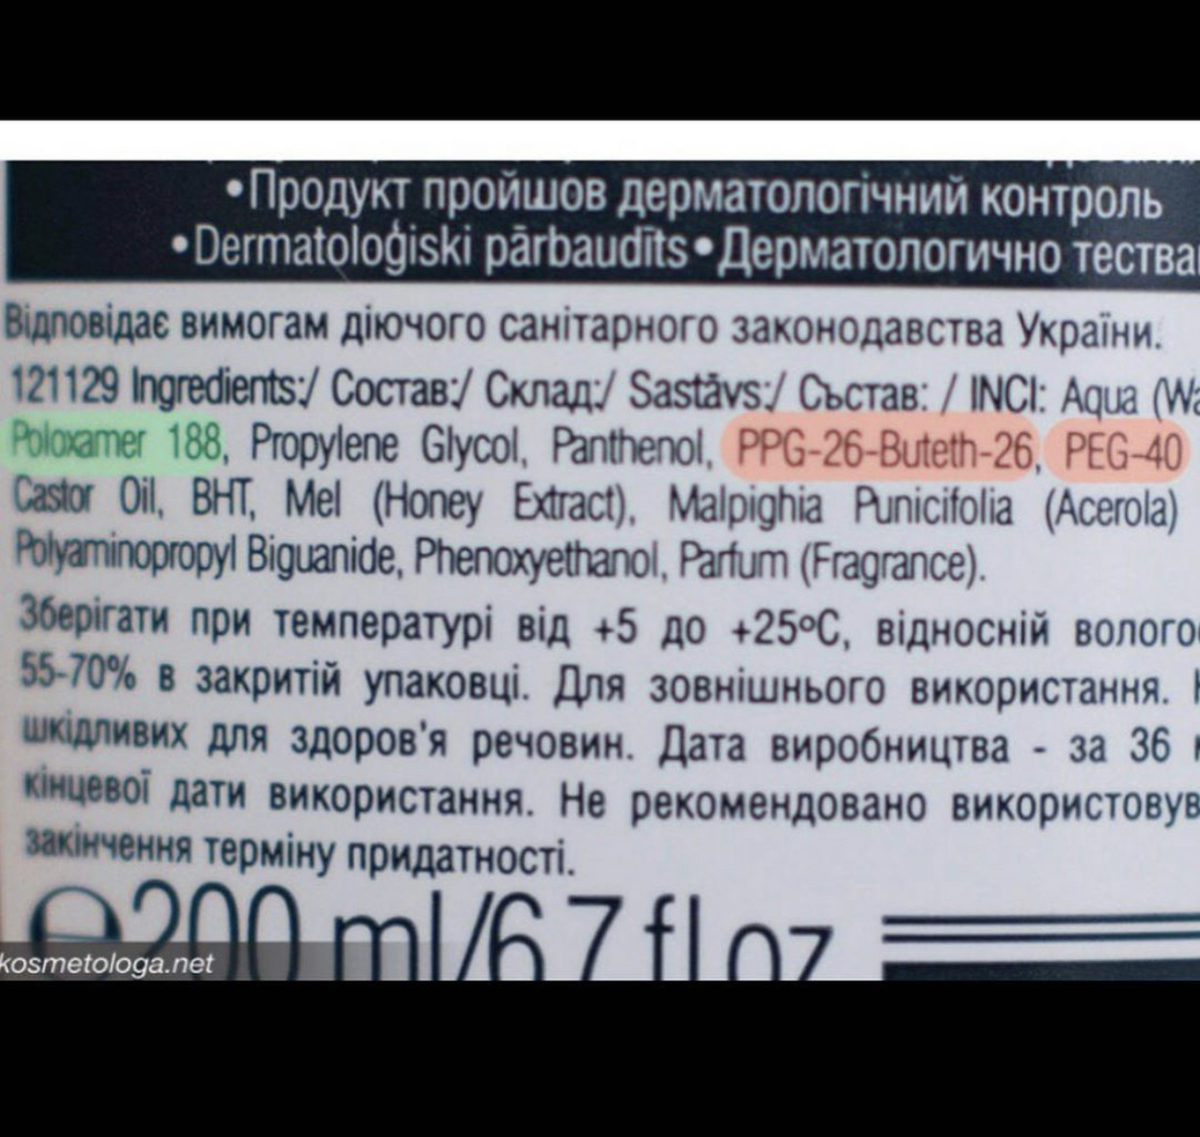 •Продукт пройшов дерматологічний контроль
•Dermatoloģiski pārbaudīts•Дерматологично тества
Відповідає вимогам діючого санітарного законодавства України.
121129 Ingredients:/ Состав:/ Склад:/ Sastāvs:/ Състав: / INCI: Aqua (Wa
Poloxamer 188, Propylene Glycol, Panthenol, PPG-26-Buteth-26, PEG-40
Castor Oil, BHT, Mel (Honey Extract), Malpighia Punicifolia (Acerola)
Polyaminopropyl Biguanide, Phenoxyethanol, Parfum (Fragrance).
Зберігати при температурі від +5 до +25ºC, відносній волого
55-70% в закритій упаковці. Для зовнішнього використання.
шкідливих для здоров'я речовин. Дата виробництва - за 36
кінцевої дати використання. Не рекомендовано використовув
закінчення терміну придатності.
℮200 ml/6.7 fl oz
kosmetologa.net